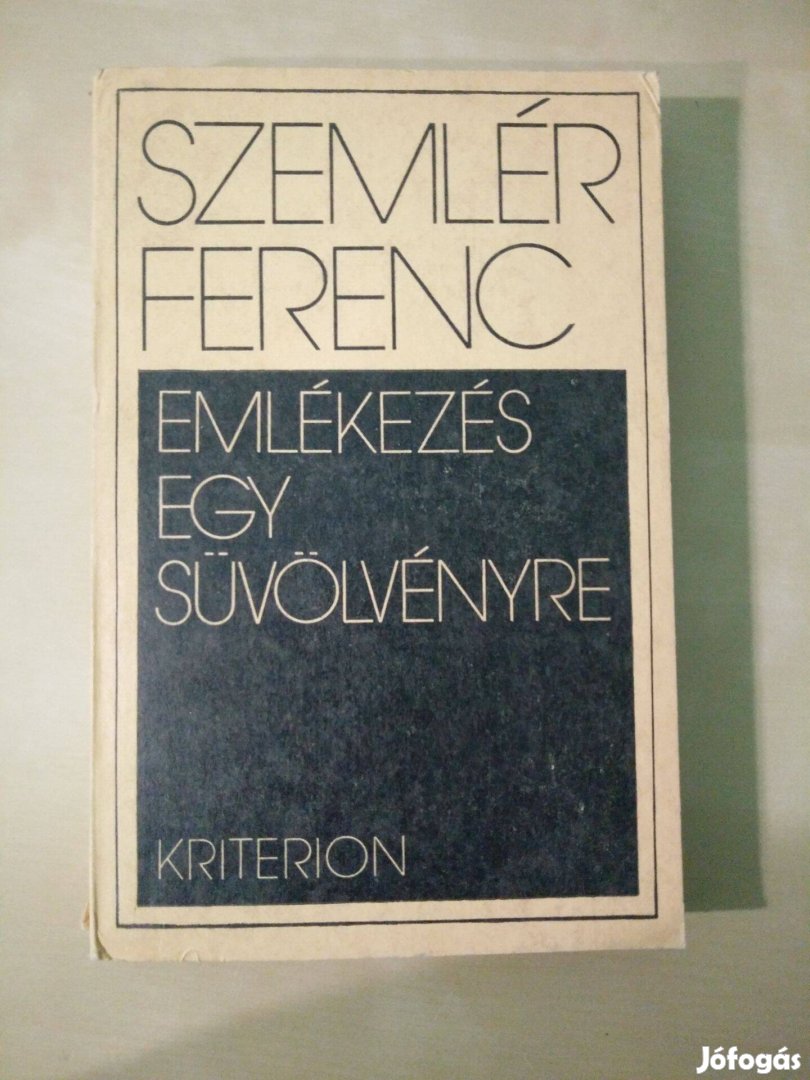 SZEMLÉR
FERENC
EMLÉKEZÉS
EGY
SÜVÖLVÉNYRE
KRITERION
Jófogás